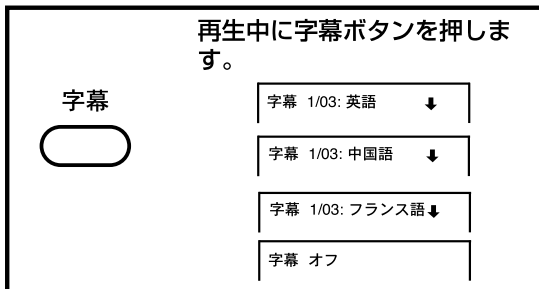 再生中に字幕ボタンを押しま
す。
字幕
字幕 1/03: 英語
字幕 1/03: 中国語
字幕 1/03: フランス語
字幕 オフ